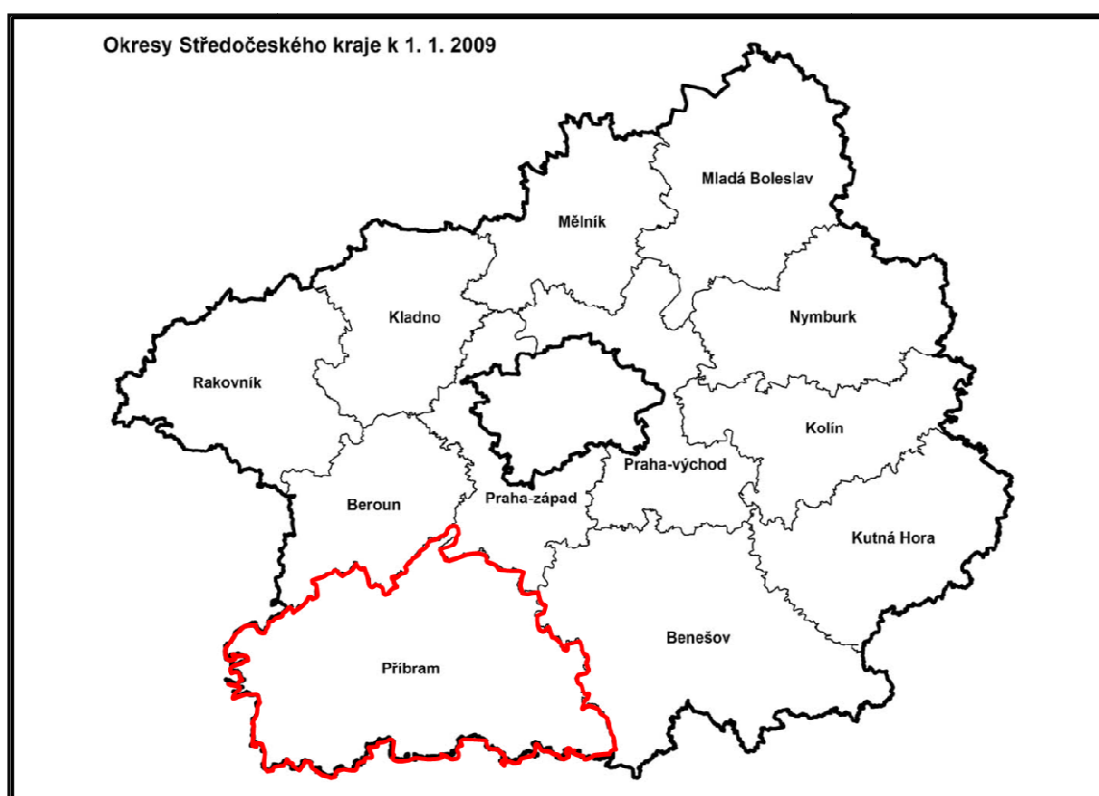 Okresy Středočeského kraje k 1. 1. 2009
Mladá Boleslav
Mělník
Kladno
Nymburk
Rakovník
Kolín
Praha-východ
Beroun
Praha-západ
Kutná Hora
Benešov
Příbram